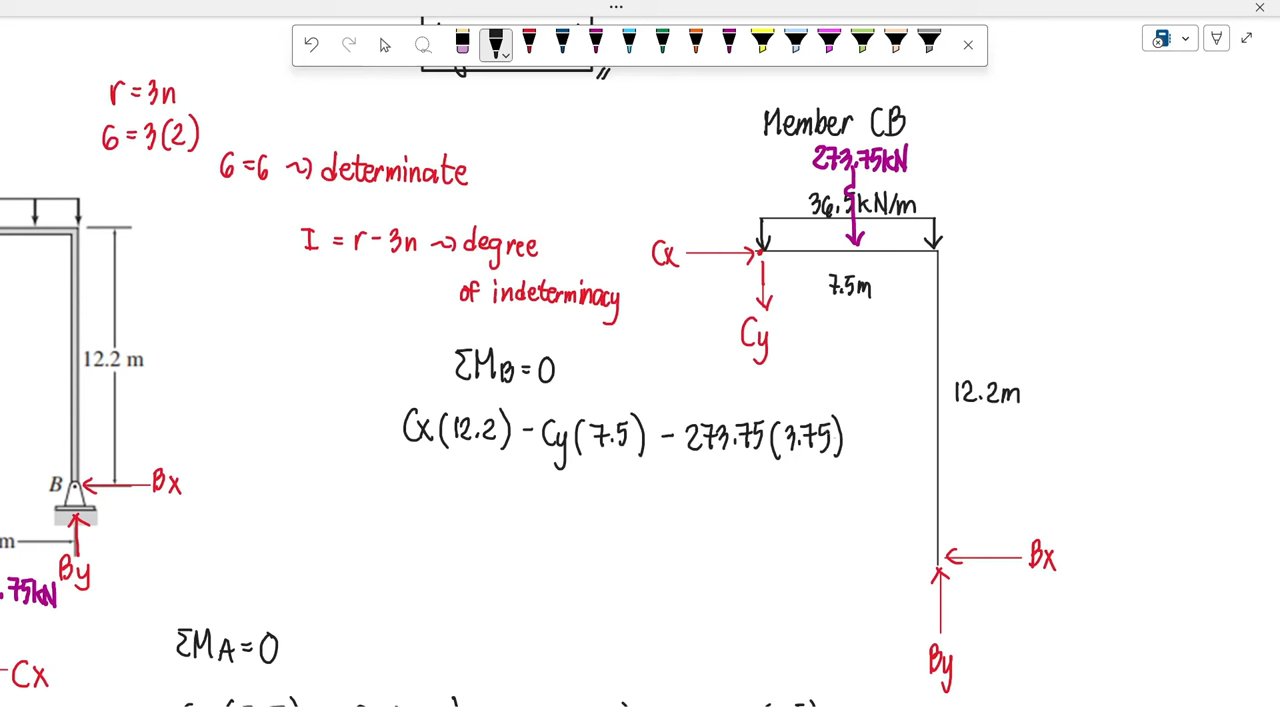 r = 3n
6 = 3(2)
6 = 6 ~> determinate
I = r - 3n ~> degree
of indeterminacy
Member CB
273.75kN
36.5kN/m
Cx
7.5m
Cy
12.2 m
ΣMB = 0
12.2m
Cx(12.2) - Cy(7.5) - 273.75(3.75)
B
Bx
m
By
.75kN
Bx
By
ΣMA = 0
Cx